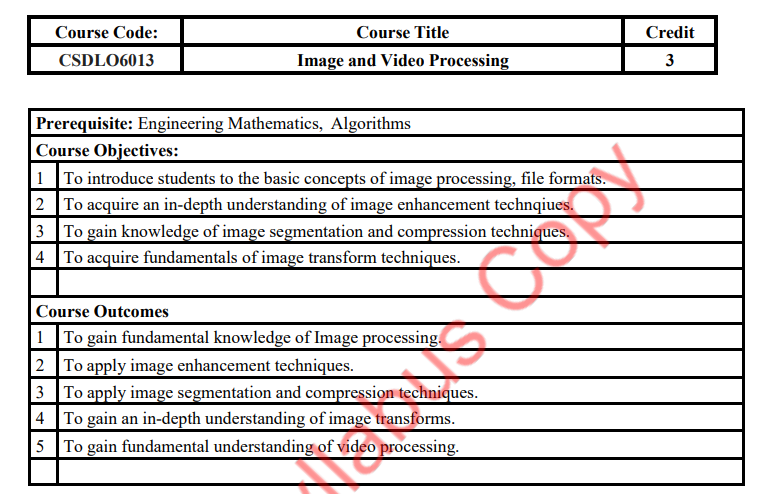 Course Code: Course Title Credit
CSDLO6013 Image and Video Processing 3
Prerequisite: Engineering Mathematics, Algorithms
Course Objectives:
1 To introduce students to the basic concepts of image processing, file formats.
2 To acquire an in-depth understanding of image enhancement technqiues.
3 To gain knowledge of image segmentation and compression techniques.
4 To acquire fundamentals of image transform techniques.
Course Outcomes
1 To gain fundamental knowledge of Image processing.
2 To apply image enhancement techniques.
3 To apply image segmentation and compression techniques.
4 To gain an in-depth understanding of image transforms.
5 To gain fundamental understanding of video processing.
llabus Copy